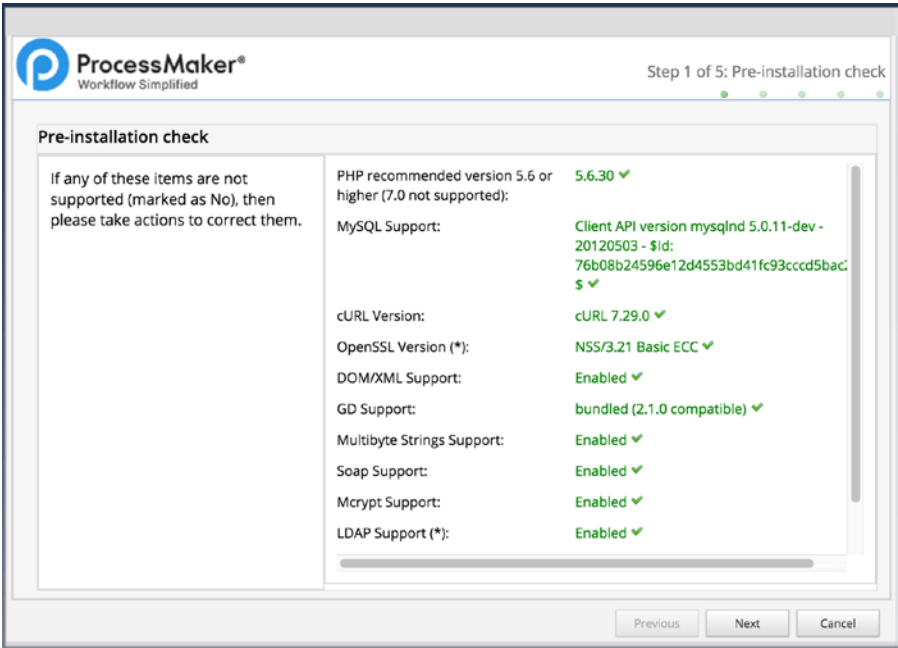 ProcessMaker®
Workflow Simplified
Step 1 of 5: Pre-installation check
Pre-installation check
If any of these items are not
supported (marked as No), then
please take actions to correct them.
PHP recommended version 5.6 or
higher (7.0 not supported):
5.6.30
MySQL Support:
Client API version mysqlnd 5.0.11-dev -
20120503 - $Id:
$
cURL Version:
cURL 7.29.0
OpenSSL Version (*):
NSS/3.21 Basic ECC
DOM/XML Support:
Enabled
GD Support:
bundled (2.1.0 compatible)
Multibyte Strings Support:
Enabled
Soap Support:
Enabled
Mcrypt Support:
Enabled
LDAP Support (*):
Enabled
Previous
Next
Cancel